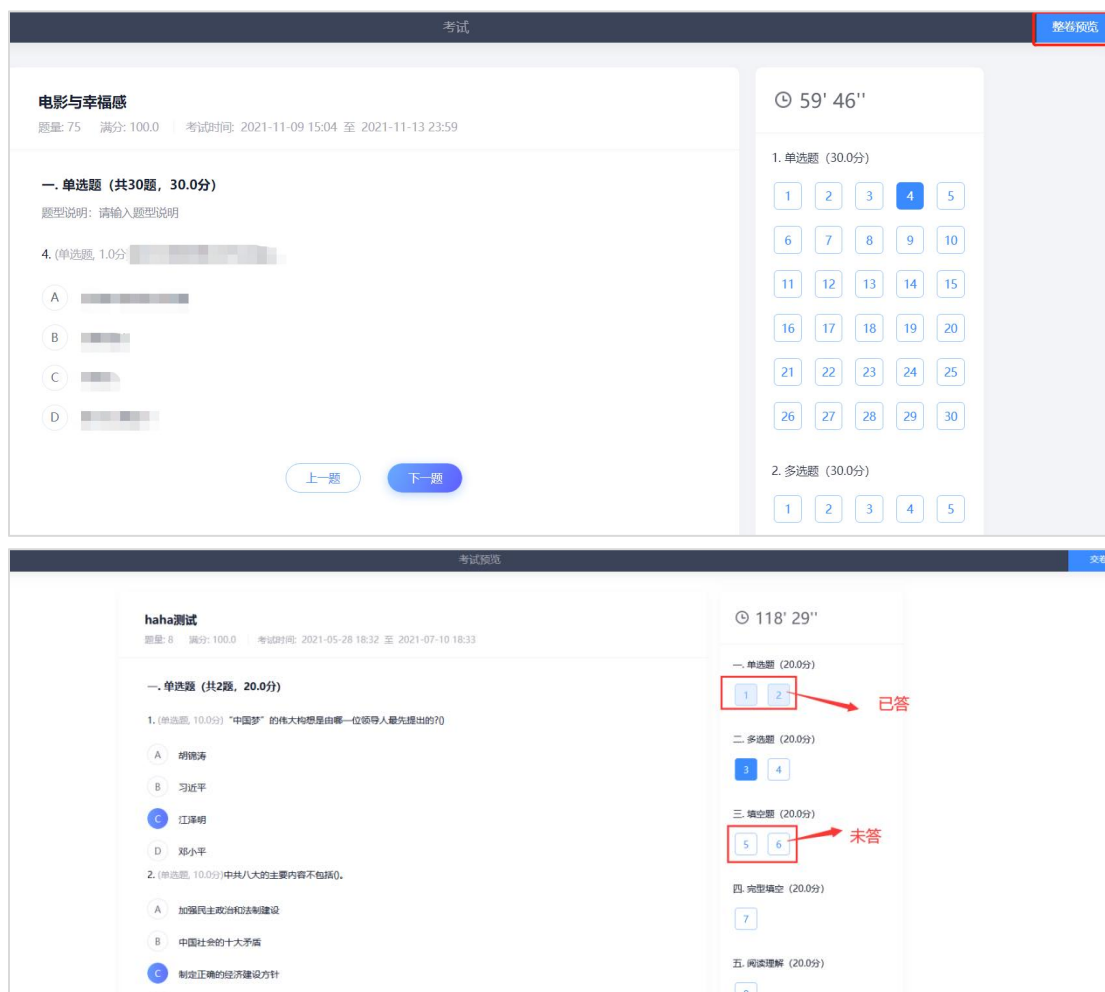 考试
整卷预览
电影与幸福感
题量: 75 满分: 100.0 考试时间: 2021-11-09 15:04 至 2021-11-13 23:59
一. 单选题（共30题，30.0分）
题型说明：请输入题型说明
4. (单选题, 1.0分
A
B
C
D
上一题 下一题
59' 46''
1. 单选题（30.0分）
1 2 3 4 5
6 7 8 9 10
11 12 13 14 15
16 17 18 19 20
21 22 23 24 25
26 27 28 29 30
2. 多选题（30.0分）
1 2 3 4 5
考试预览
交卷
haha测试
题量: 8 满分: 100.0 考试时间: 2021-05-28 18:32 至 2021-07-10 18:33
一. 单选题（共2题，20.0分）
1. (单选题, 10.0分) “中国梦” 的伟大构想是由哪一位领导人最先提出的?()
A 胡锦涛
B 习近平
C 江泽明
D 邓小平
2. (单选题, 10.0分)中共八大的主要内容不包括()。
A 加强民主政治和法制建设
B 中国社会的十大矛盾
C 制定正确的经济建设方针
118' 29''
一. 单选题（20.0分）
1 2
已答
二. 多选题（20.0分）
3 4
三. 填空题（20.0分）
5 6
未答
四. 完型填空（20.0分）
7
五. 阅读理解（20.0分）